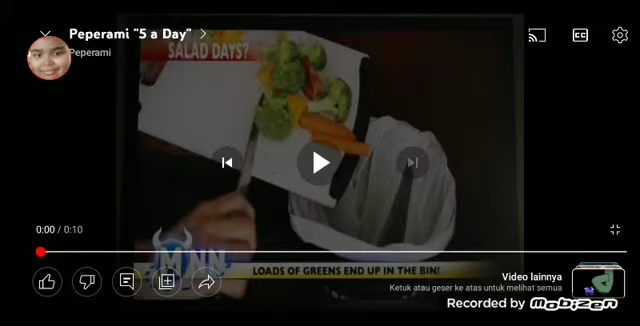 Peperami "5 a Day"
Peperami
CC
SALAD DAYS?
0:00 / 0:10
MNN
LOADS OF GREENS END UP IN THE BIN!
Video lainnya
Ketuk atau geser ke atas untuk melihat semua
Recorded by Mobizen